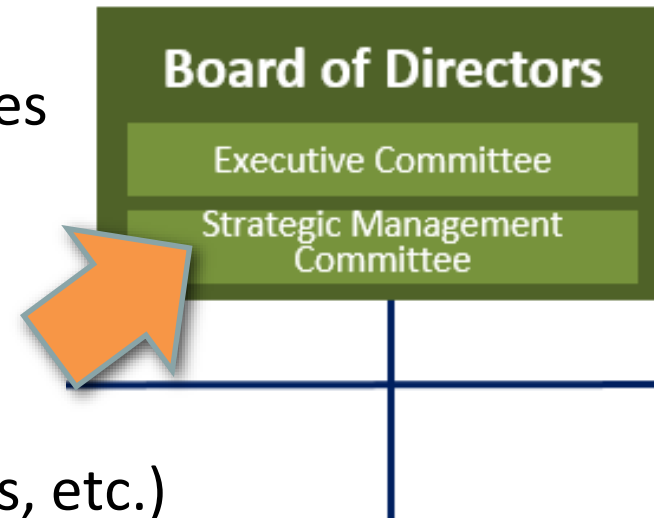 Board of Directors
es
Executive Committee
Strategic Management
Committee
s, etc.)